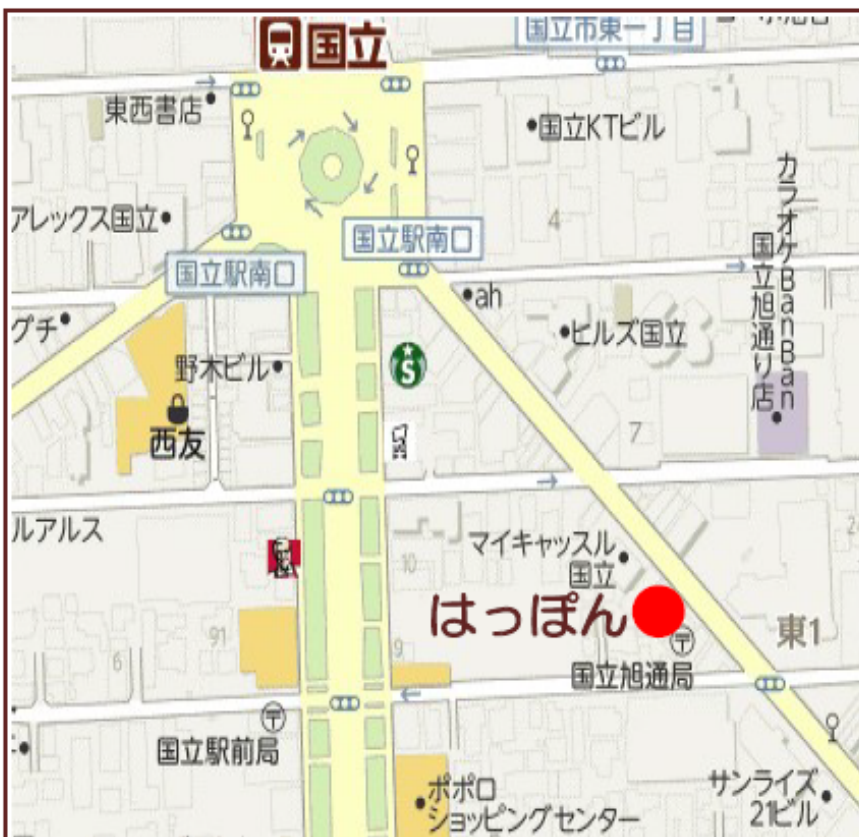 国立
国立市東一丁目
東西書店
国立KTビル
カラオケBanBan
国立旭通り店
アレックス国立
4
国立駅南口
国立駅南口
ah
グチ
ヒルズ国立
野木ビル
S
西友
7
ルアルス
マイキャッスル
国立
10
はっぽん
91
6
9
東1
国立旭通局
国立駅前局
ポポロ
ショッピングセンター
サンライズ
21ビル